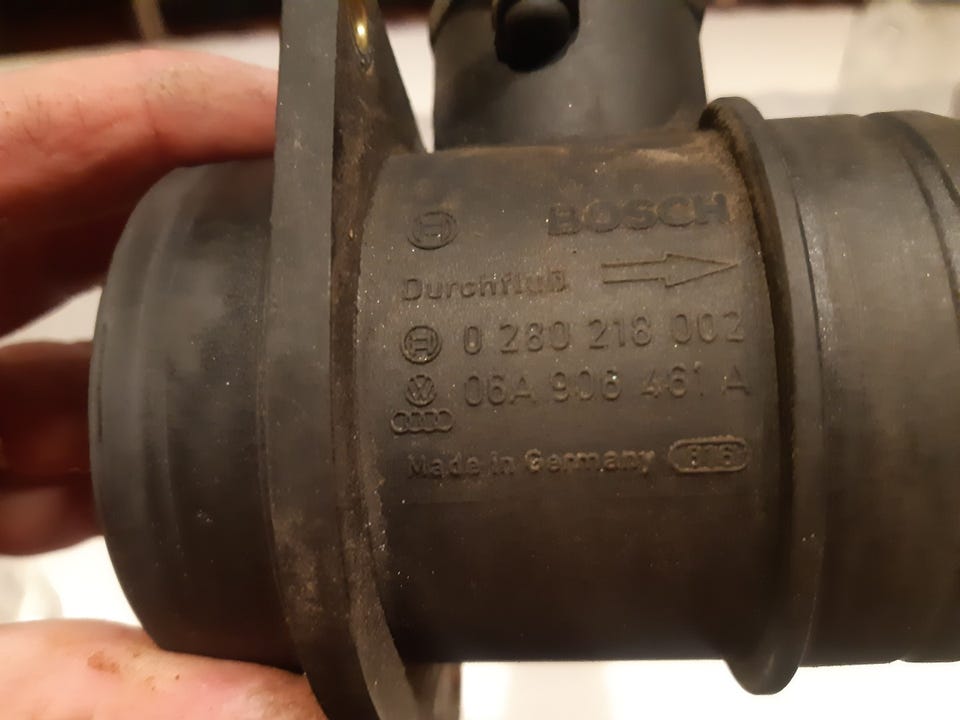 BOSCH
Durchfluß
0 280 218 002
06A 906 461 A
Made in Germany